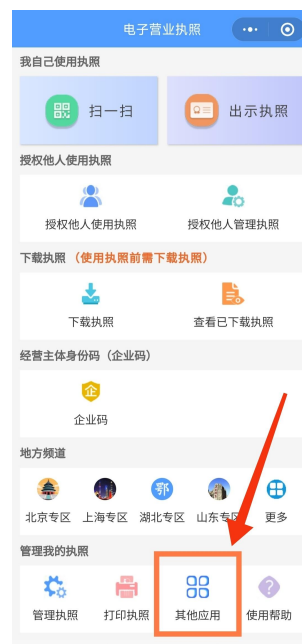 电子营业执照
我自己使用执照
扫一扫
出示执照
授权他人使用执照
授权他人使用执照
授权他人管理执照
下载执照（使用执照前需下载执照）
下载执照
查看已下载执照
经营主体身份码（企业码）
企
企业码
地方频道
鄂
北京专区 上海专区 湖北专区 山东专区 更多
管理我的执照
管理执照 打印执照 其他应用 使用帮助